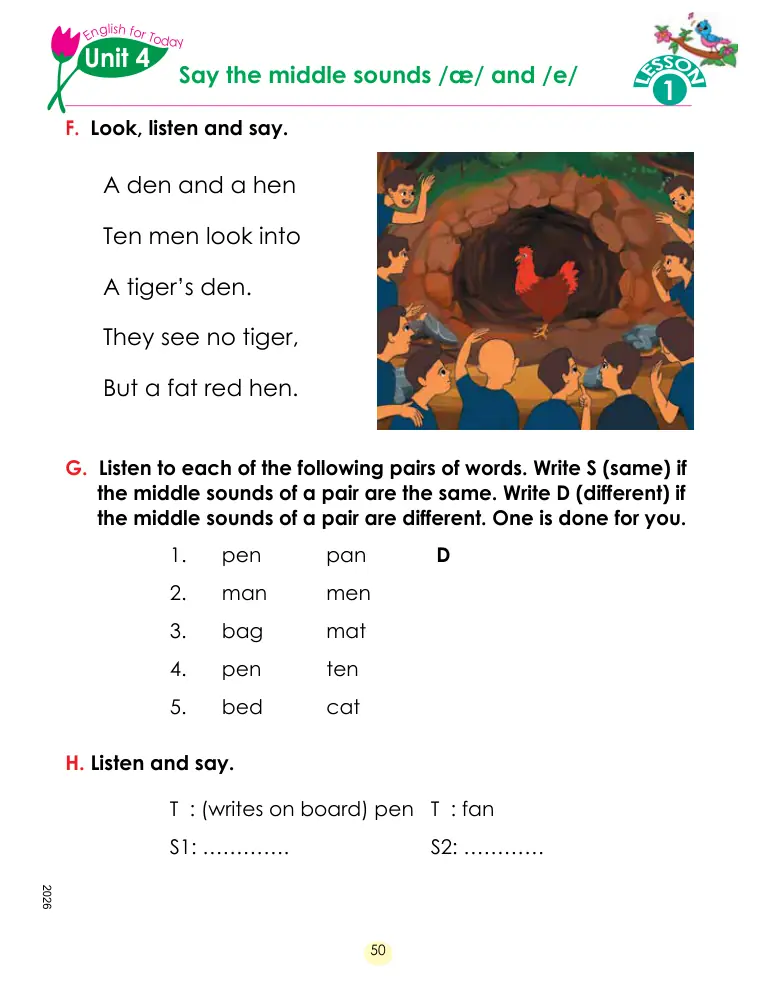 English for Today
Unit 4
Say the middle sounds /æ/ and /e/
LESSON
1
F. Look, listen and say.
A den and a hen
Ten men look into
A tiger’s den.
They see no tiger,
But a fat red hen.
G. Listen to each of the following pairs of words. Write S (same) if
the middle sounds of a pair are the same. Write D (different) if
the middle sounds of a pair are different. One is done for you.
1. pen pan D
2. man men
3. bag mat
4. pen ten
5. bed cat
H. Listen and say.
T : (writes on board) pen T : fan
S1: …………. S2: …………
2026
50